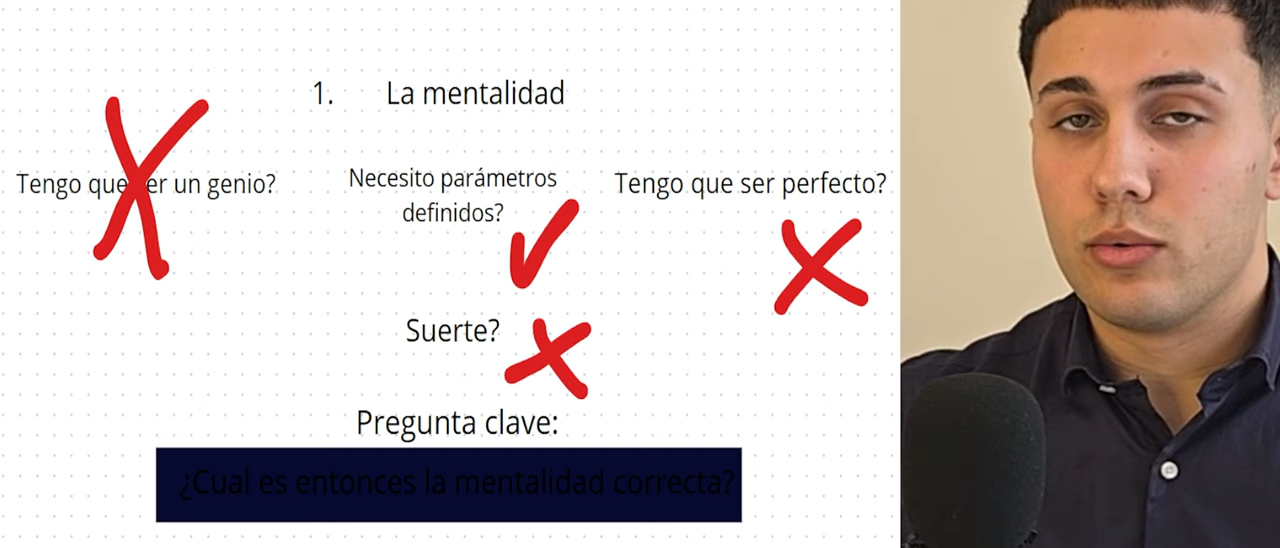 1. La mentalidad
Tengo que ser un genio?
Necesito parámetros
definidos?
Tengo que ser perfecto?
Suerte?
Pregunta clave:
¿Cual es entonces la mentalidad correcta?